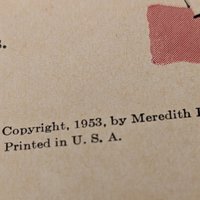 Copyright, 1953, by Meredith
Printed in U. S. A.